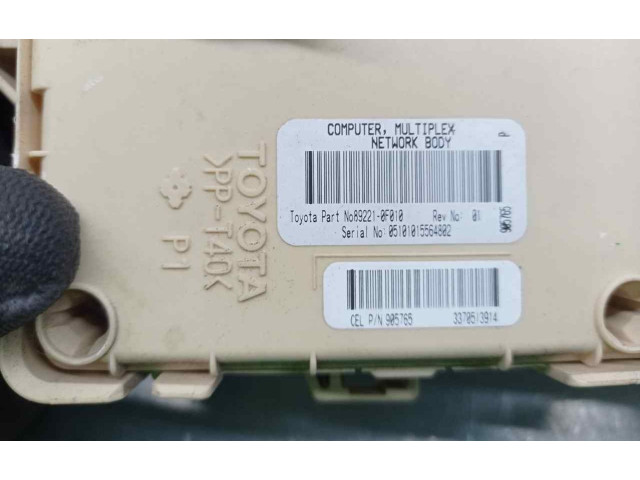 COMPUTER, MULTIPLEX
NETWORK BODY
P
Toyota Part No89221-0F010 Rev No: 01
Serial No:05101015564802
905765
CEL P/N 905765 33705/3914
TOYOTA
>PP-T40<
P1